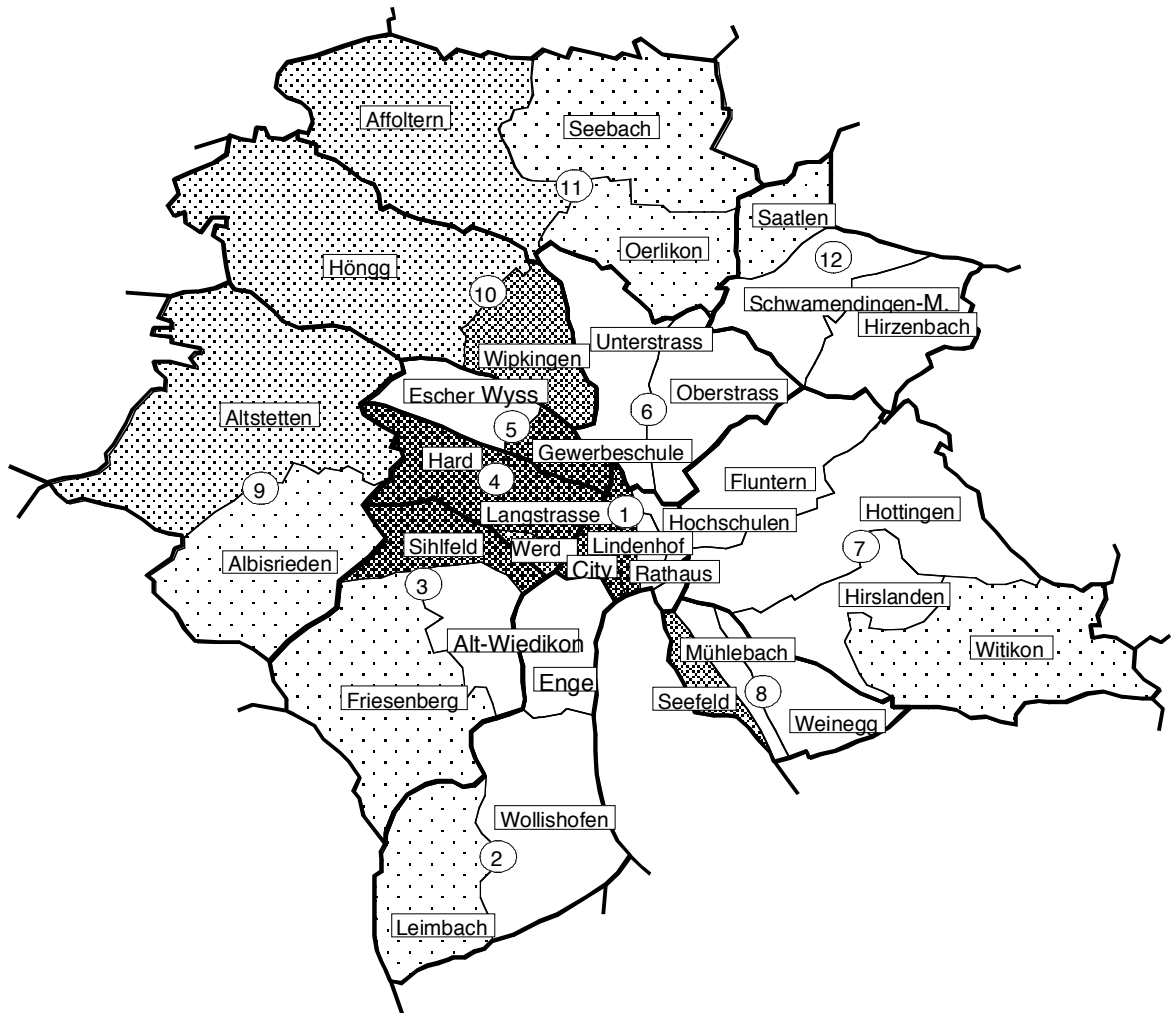 Affoltern
Seebach
11
Saatlen
Oerlikon
12
Höngg
10
Schwamendingen-M.
Hirzenbach
Unterstrass
Wipkingen
Escher Wyss
Oberstrass
Altstetten
6
5
Gewerbeschule
Hard
4
Fluntern
9
Langstrasse
1
Hochschulen
Hottingen
Sihlfeld
Werd
Lindenhof
7
Albisrieden
City
Rathaus
3
Hirslanden
Alt-Wiedikon
Mühlebach
Witikon
Enge
Friesenberg
Seefeld
8
Weinegg
Wollishofen
2
Leimbach